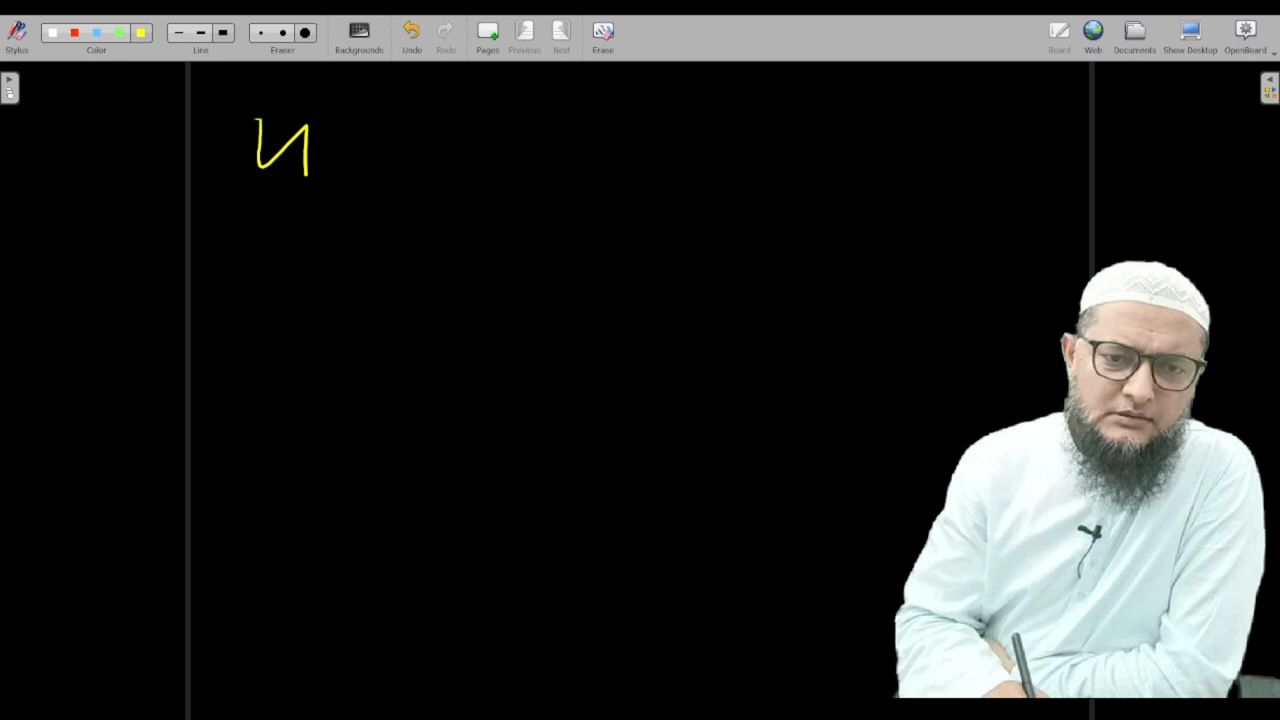 Stylus
Color
Line
Eraser
Backgrounds
Undo
Redo
Pages
Previous
Next
Erase
Board
Web
Documents
Show Desktop
OpenBoard
И